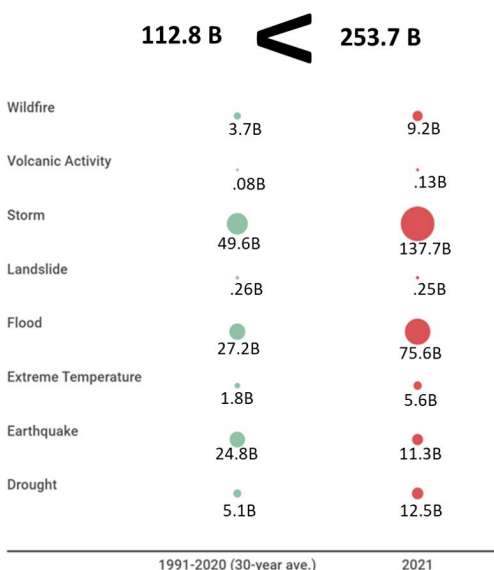 112.8 B < 253.7 B
Wildfire
3.7B 9.2B
Volcanic Activity
.08B .13B
Storm
49.6B 137.7B
Landslide
.26B .25B
Flood
27.2B 75.6B
Extreme Temperature
1.8B 5.6B
Earthquake
24.8B 11.3B
Drought
5.1B 12.5B
1991-2020 (30-year ave.) 2021